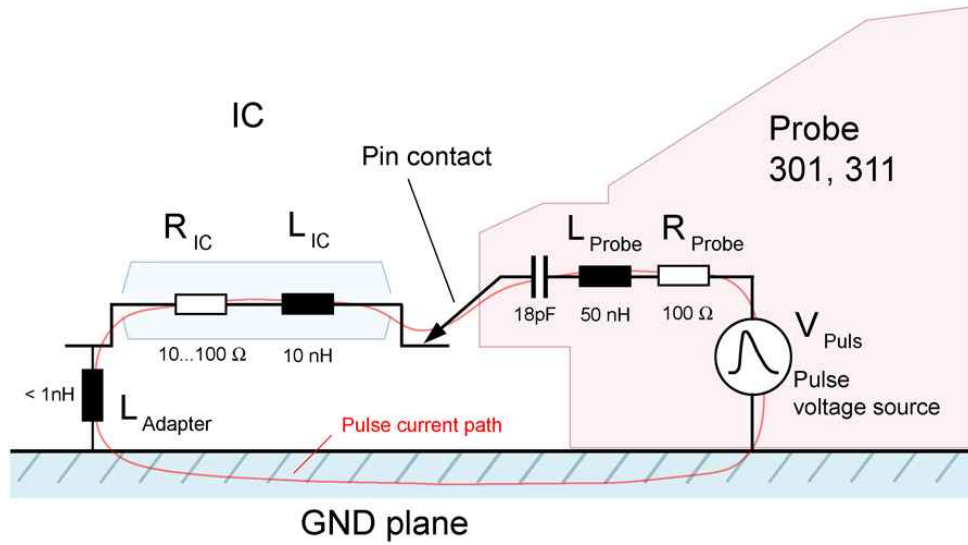 IC
Probe
301, 311
Pin contact
R IC
L IC
L Probe
R Probe
10...100 Ω
10 nH
18pF
50 nH
100 Ω
V Puls
Pulse
voltage source
< 1nH
L Adapter
Pulse current path
GND plane